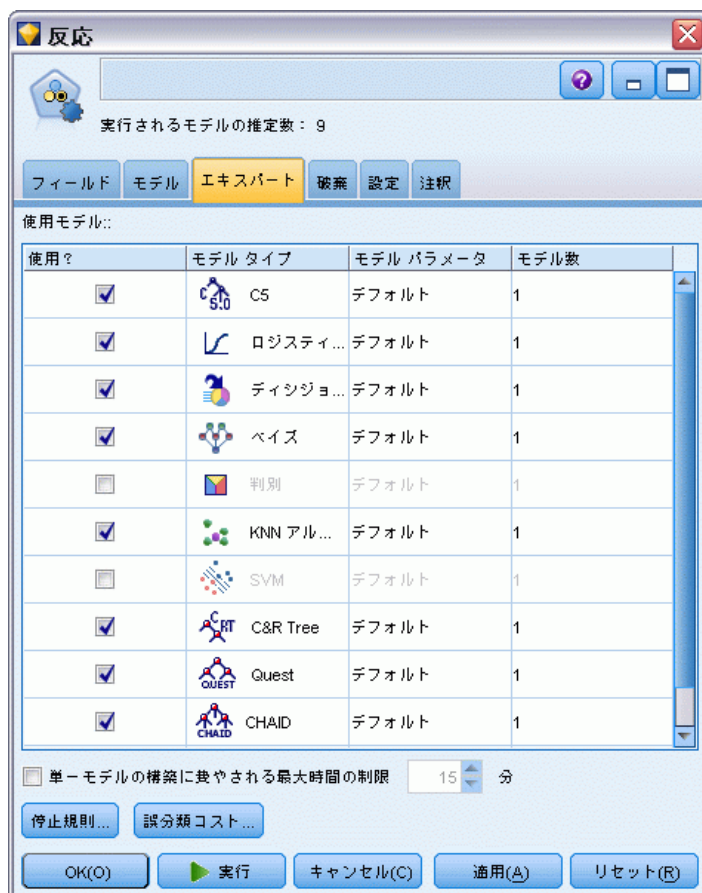 反応
実行されるモデルの推定数： 9
フィールド モデル エキスパート 破棄 設定 注釈
使用モデル::
使用？ モデル タイプ モデル パラメータ モデル数
C5.0 C5 デフォルト 1
ロジスティ... デフォルト 1
ディシジョ... デフォルト 1
ベイズ デフォルト 1
判別 デフォルト 1
KNN アル... デフォルト 1
SVM デフォルト 1
C&RT C&R Tree デフォルト 1
QUEST Quest デフォルト 1
CHAID CHAID デフォルト 1
単一モデルの構築に費やされる最大時間の制限 15 分
停止規則... 誤分類コスト...
OK(O) 実行 キャンセル(C) 適用(A) リセット(R)